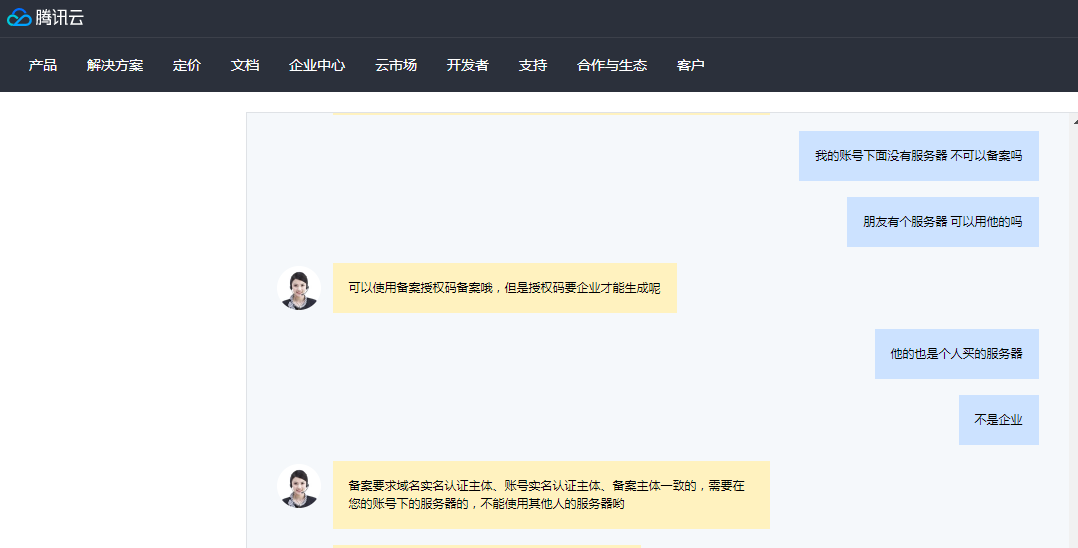 腾讯云
产品 解决方案 定价 文档 企业中心 云市场 开发者 支持 合作与生态 客户
我的账号下面没有服务器 不可以备案吗
朋友有个服务器 可以用他的吗
可以使用备案授权码备案哦，但是授权码要企业才能生成呢
他的也是个人买的服务器
不是企业
备案要求域名实名认证主体、账号实名认证主体、备案主体一致的，需要在
您的账号下的服务器的，不能使用其他人的服务器哟